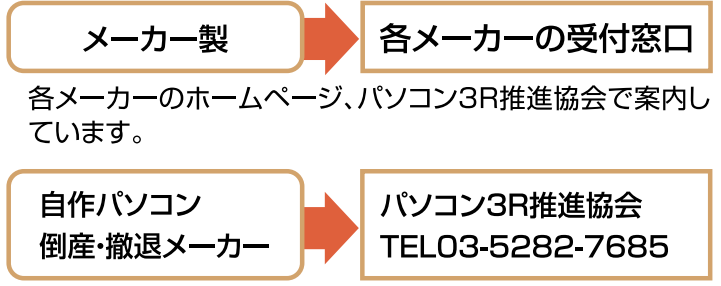 メーカー製
各メーカーの受付窓口
各メーカーのホームページ、パソコン3R推進協会で案内し
ています。
自作パソコン
倒産・撤退メーカー
パソコン3R推進協会
TEL03-5282-7685